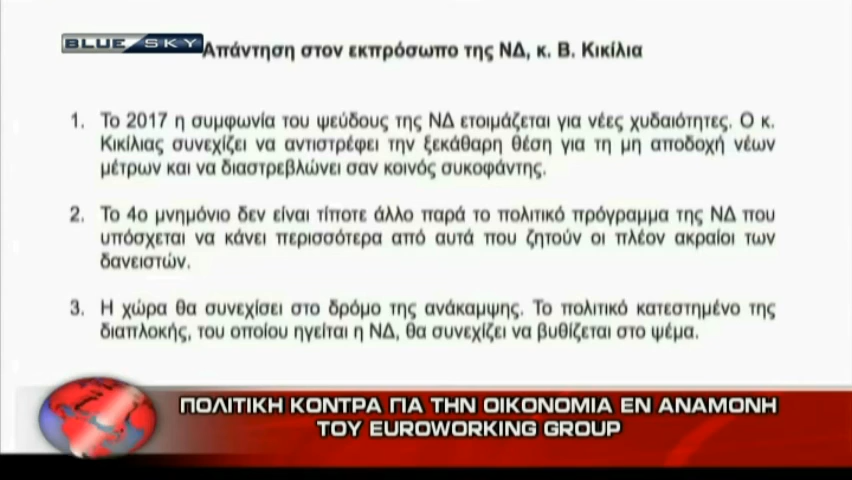 BLUE SKY
Απάντηση στον εκπρόσωπο της ΝΔ, κ. Β. Κικίλια
1. Το 2017 η συμφωνία του ψεύδους της ΝΔ ετοιμάζεται για νέες χυδαιότητες. Ο κ.
Κικίλιας συνεχίζει να αντιστρέφει την ξεκάθαρη θέση για τη μη αποδοχή νέων
μέτρων και να διαστρεβλώνει σαν κοινός συκοφάντης.
2. Το 4ο μνημόνιο δεν είναι τίποτε άλλο παρά το πολιτικό πρόγραμμα της ΝΔ που
υπόσχεται να κάνει περισσότερα από αυτά που ζητούν οι πλέον ακραίοι των
δανειστών.
3. Η χώρα θα συνεχίσει στο δρόμο της ανάκαμψης. Το πολιτικό κατεστημένο της
διαπλοκής, του οποίου ηγείται η ΝΔ, θα συνεχίζει να βυθίζεται στο ψέμα.
ΠΟΛΙΤΙΚΗ ΚΟΝΤΡΑ ΓΙΑ ΤΗΝ ΟΙΚΟΝΟΜΙΑ ΕΝ ΑΝΑΜΟΝΗ
ΤΟΥ EUROWORKING GROUP